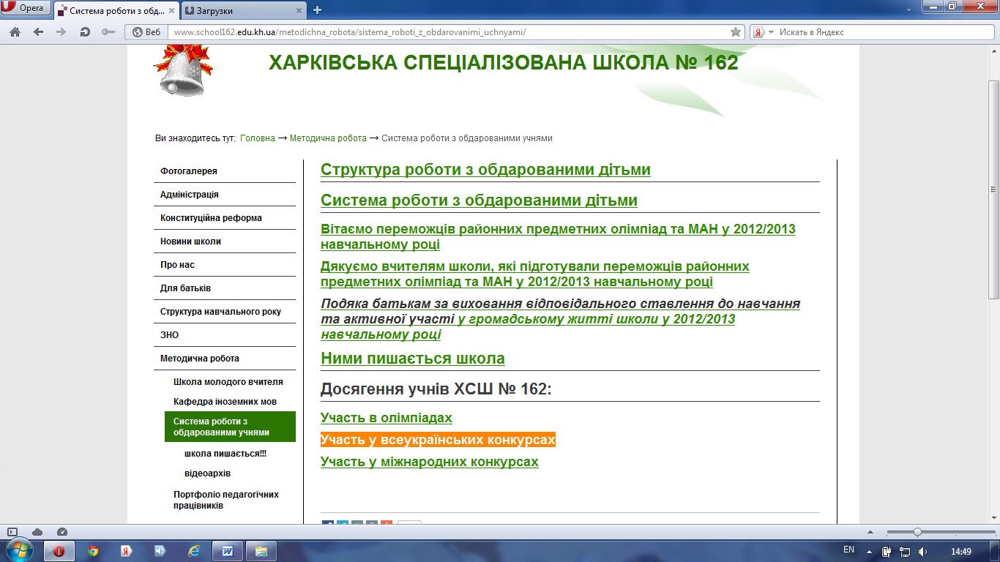 Opera
Система роботи з обд...
Загрузки
Веб
www.school162.edu.kh.ua/metodichna_robota/sistema_roboti_z_obdarovanimi_uchnyami/
Искать в Яндекс
ХАРКІВСЬКА СПЕЦІАЛІЗОВАНА ШКОЛА № 162
Ви знаходитесь тут: Головна → Методична робота → Система роботи з обдарованими учнями
Фотогалерея
Адміністрація
Конституційна реформа
Новини школи
Про нас
Для батьків
Структура навчального року
ЗНО
Методична робота
Школа молодого вчителя
Кафедра іноземних мов
Система роботи з
обдарованими учнями
школа пишається!!!
відеоархів
Портфоліо педагогічних
працівників
Структура роботи з обдарованими дітьми
Система роботи з обдарованими дітьми
Вітаємо переможців районних предметних олімпіад та МАН у 2012/2013
навчальному році
Дякуємо вчителям школи, які підготували переможців районних
предметних олімпіад та МАН у 2012/2013 навчальному році
Подяка батькам за виховання відповідального ставлення до навчання
та активної участі у громадському житті школи у 2012/2013
навчальному році
Ними пишається школа
Досягення учнів ХСШ № 162:
Участь в олімпіадах
Участь у всеукраїнських конкурсах
Участь у міжнародних конкурсах
EN
14:49